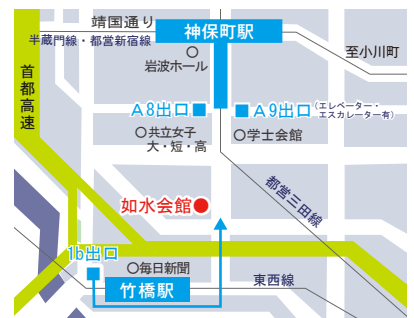 靖国通り
神保町駅
半蔵門線・都営新宿線
岩波ホール
至小川町
首都高速
A8出口
A9出口
(エレベーター・
エスカレーター有)
共立女子
大・短・高
学士会館
都営三田線
如水会館
1b出口
毎日新聞
竹橋駅
東西線